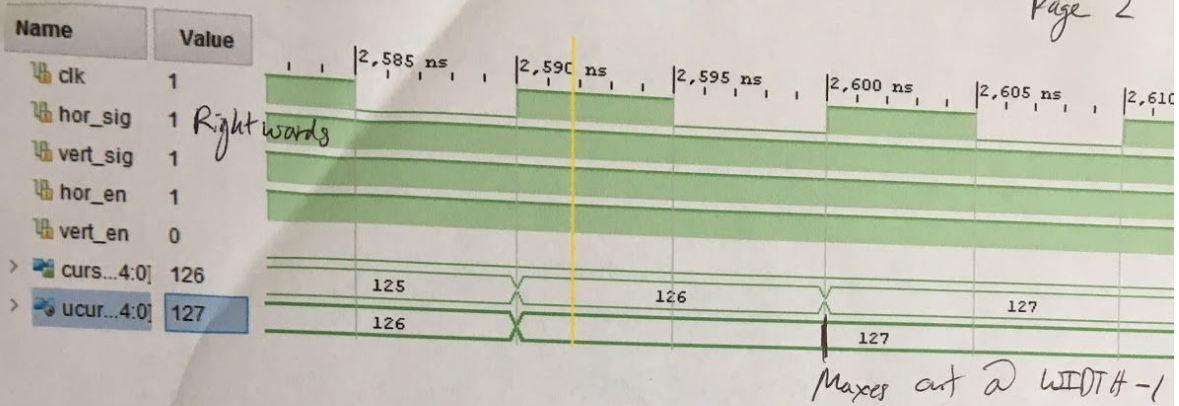 Page 2
Name Value
2,585 ns 2,590 ns 2,595 ns 2,600 ns 2,605 ns 2,610
clk 1
hor_sig 1 Rightwards
vert_sig 1
hor_en 1
vert_en 0
> curs...4:0] 126 125 126 127
> ucur...4:0] 127 126 127
Maxes out @ WIDTH-1